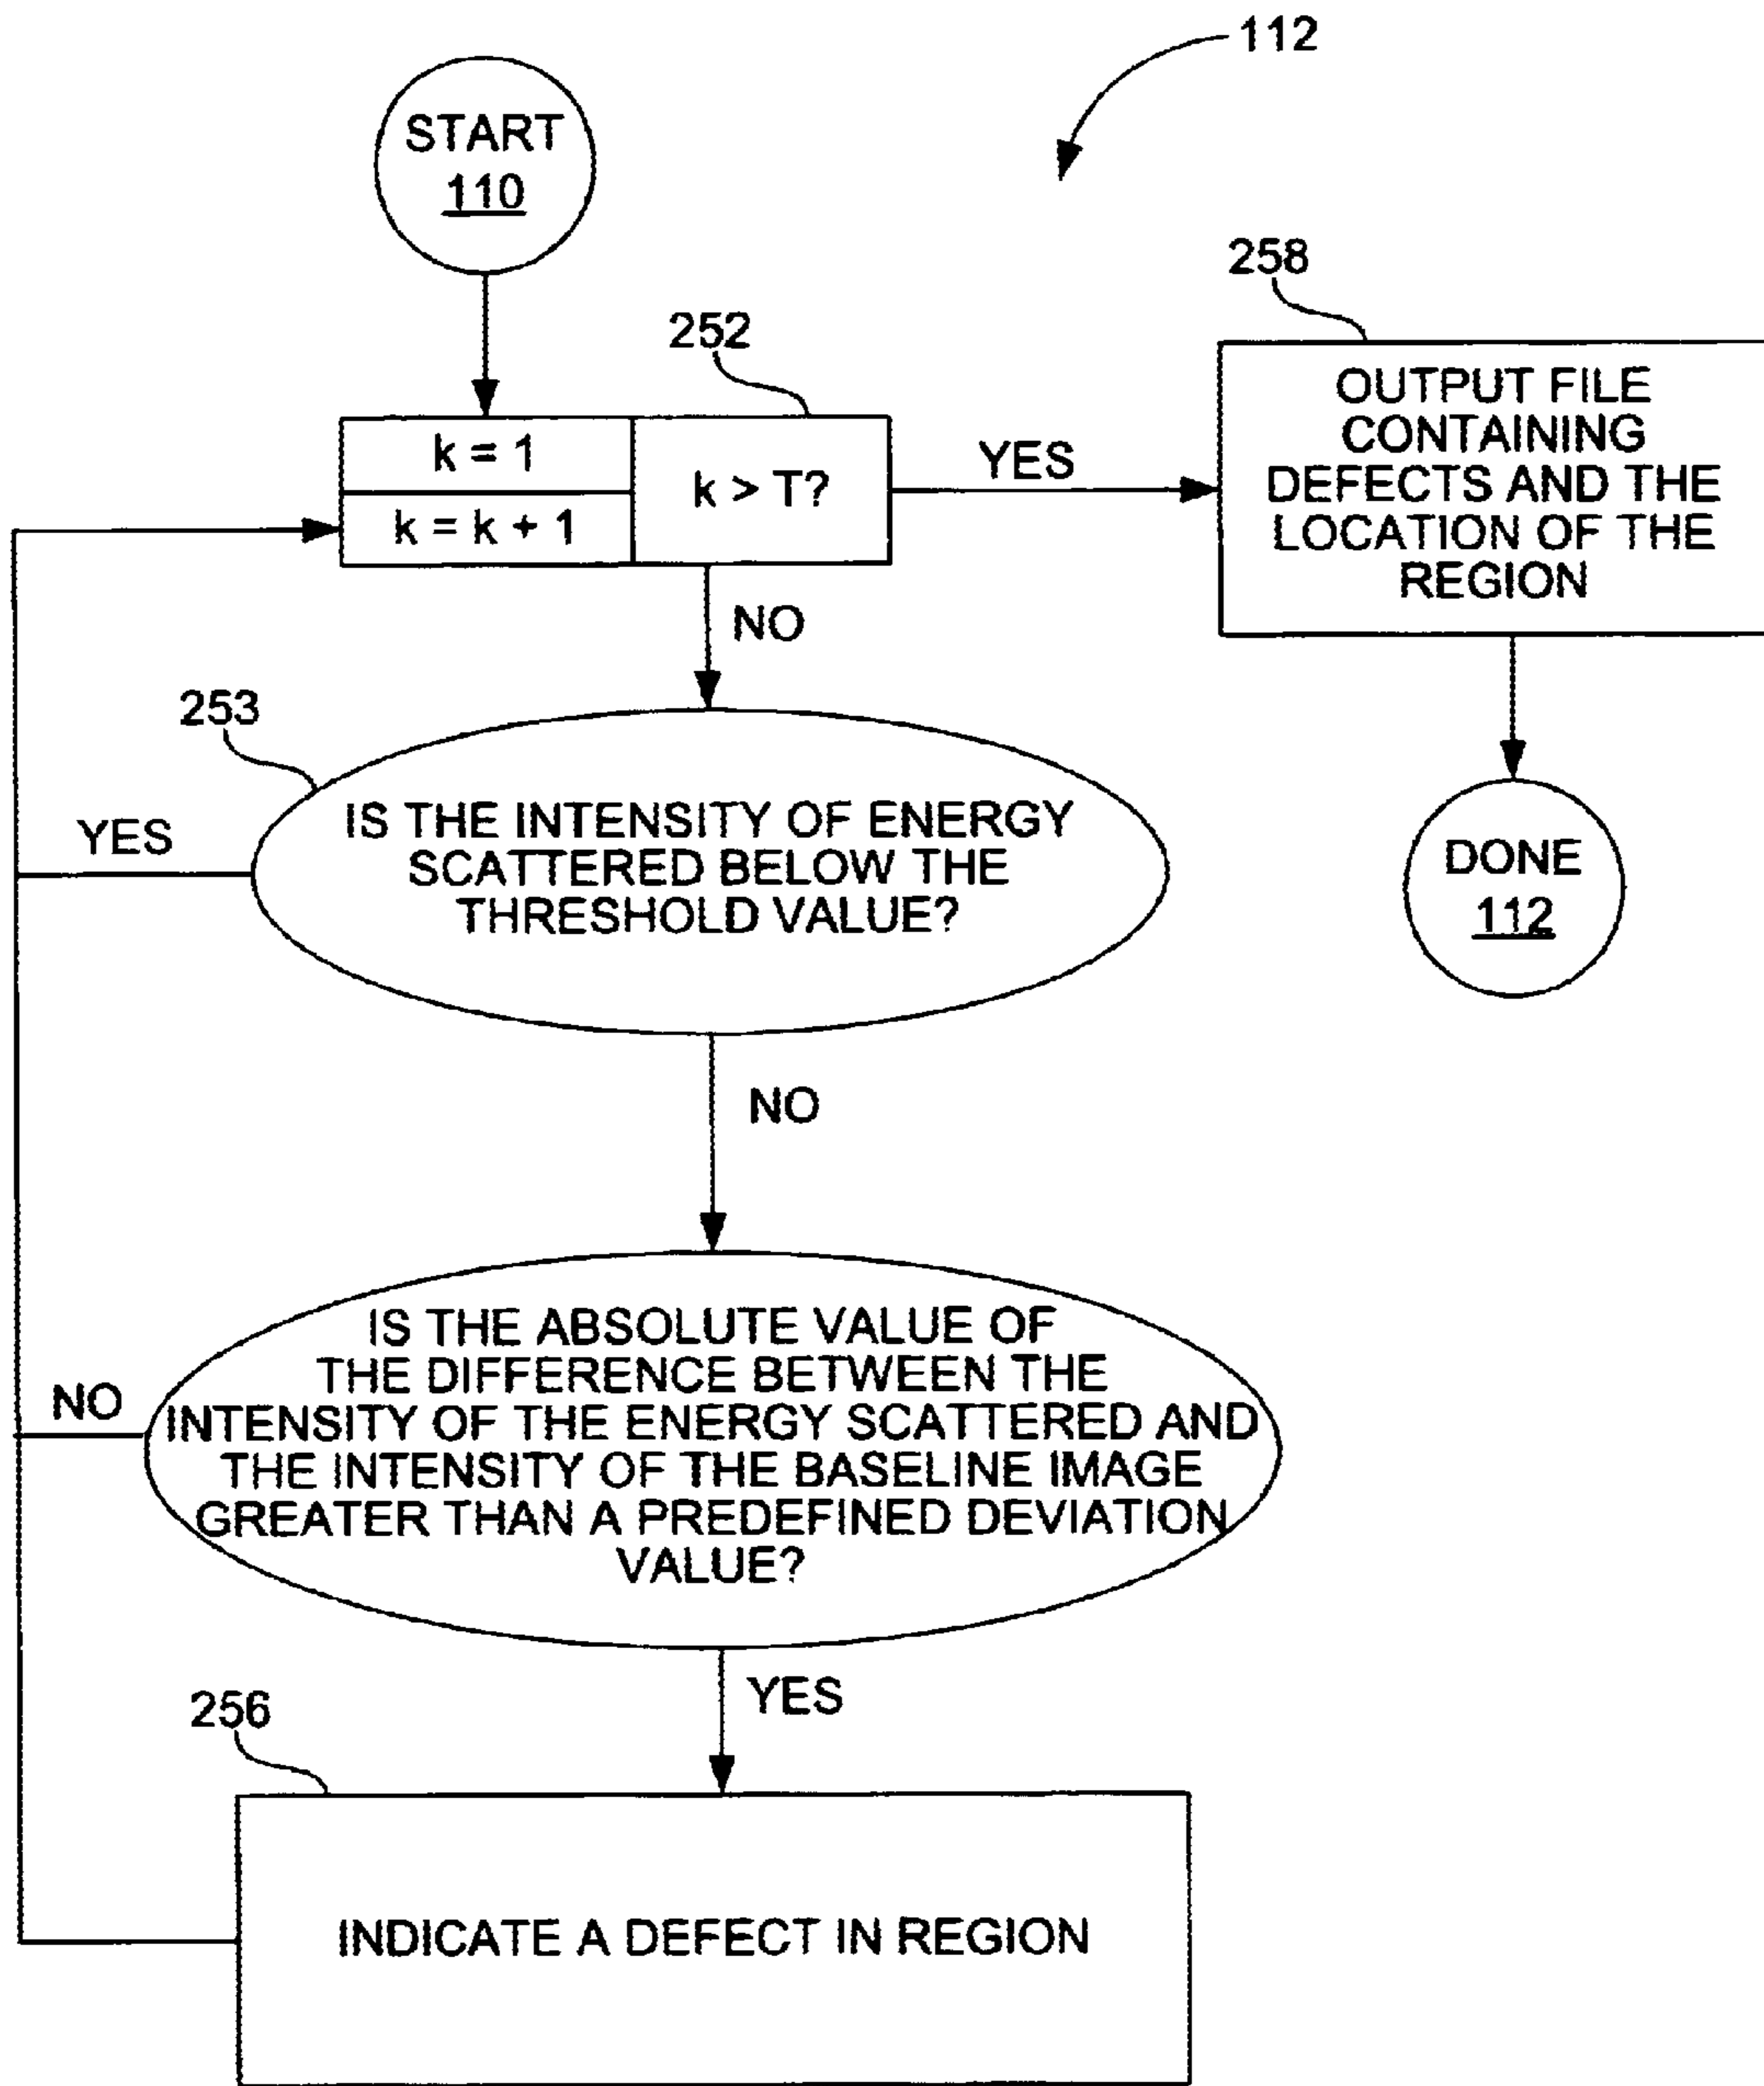 112
START
110
252
258
k = 1
k = k + 1
k > T?
YES
OUTPUT FILE
CONTAINING
DEFECTS AND THE
LOCATION OF THE
REGION
NO
253
YES
IS THE INTENSITY OF ENERGY
SCATTERED BELOW THE
THRESHOLD VALUE?
DONE
112
NO
NO
IS THE ABSOLUTE VALUE OF
THE DIFFERENCE BETWEEN THE
INTENSITY OF THE ENERGY SCATTERED AND
THE INTENSITY OF THE BASELINE IMAGE
GREATER THAN A PREDEFINED DEVIATION
VALUE?
YES
256
INDICATE A DEFECT IN REGION